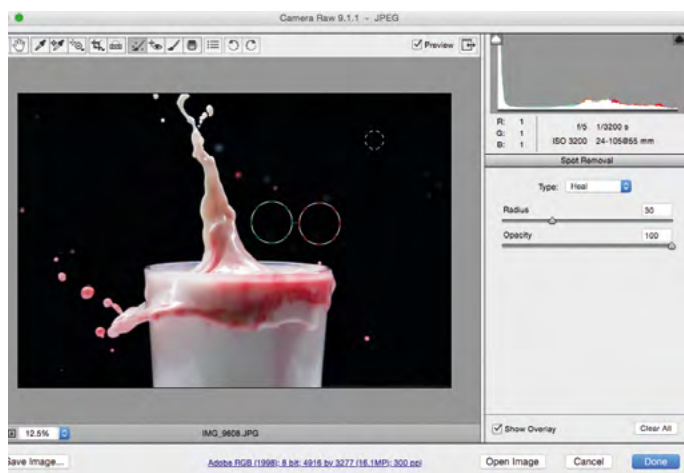 Camera Raw 9.1.1 - JPEG
Preview
R: 1
G: 1
B: 1
f/5 1/3200 s
ISO 3200 24-105@55 mm
Spot Removal
Type: Heal
Radius 30
Opacity 100
12.5%
IMG_9608.JPG
Show Overlay
Clear All
Save Image...
Adobe RGB (1998); 8 bit; 4916 by 3277 (16.1MP); 300 ppi
Open Image
Cancel
Done